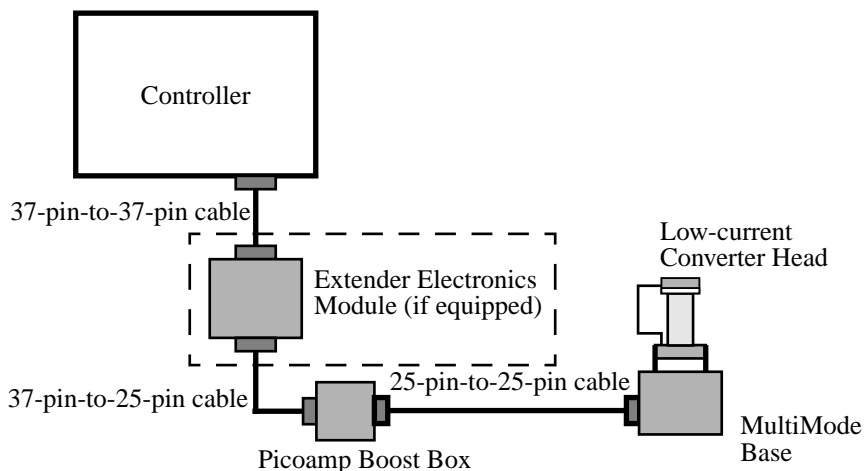 Controller
37-pin-to-37-pin cable
Low-current
Converter Head
Extender Electronics
Module (if equipped)
37-pin-to-25-pin cable
25-pin-to-25-pin cable
MultiMode
Base
Picoamp Boost Box